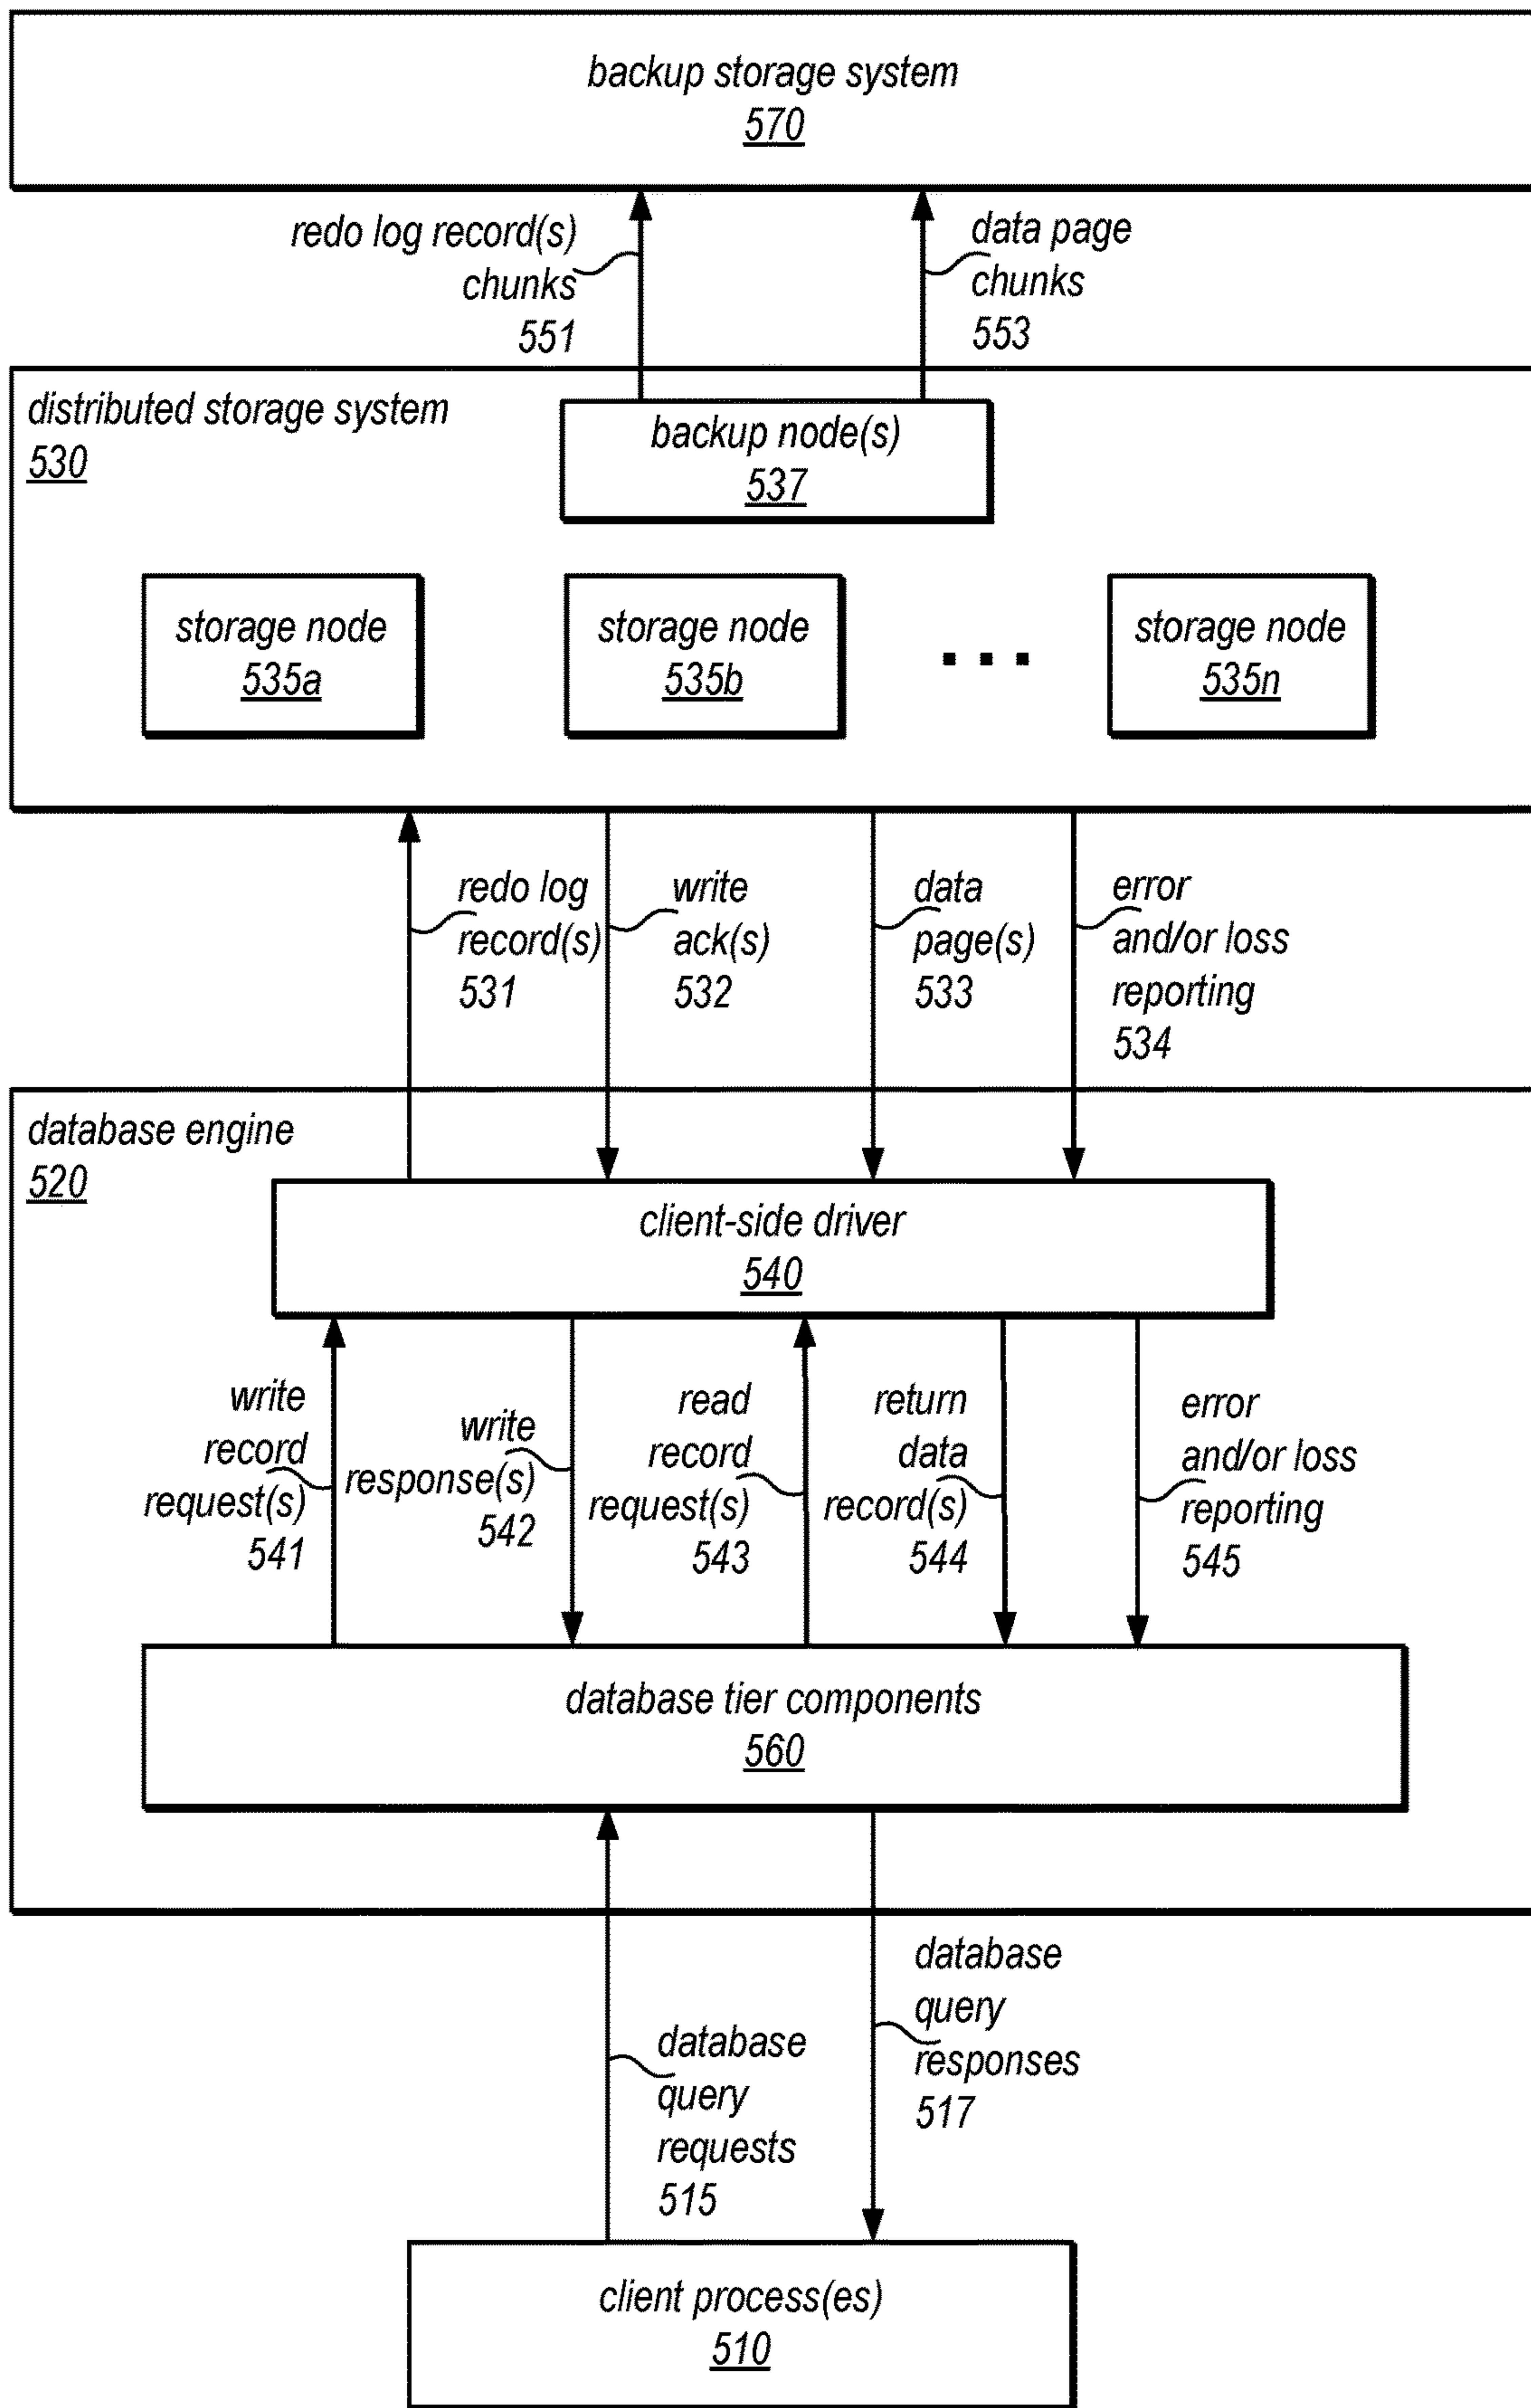 backup storage system
570
redo log record(s)
chunks
551
data page
chunks
553
distributed storage system
530
backup node(s)
537
storage node
535a
storage node
535b
storage node
535n
redo log
record(s)
531
write
ack(s)
532
data
page(s)
533
error
and/or loss
reporting
534
database engine
520
client-side driver
540
write
record
request(s)
541
write
response(s)
542
read
record
request(s)
543
return
data
record(s)
544
error
and/or loss
reporting
545
database tier components
560
database
query
requests
515
database
query
responses
517
client process(es)
510